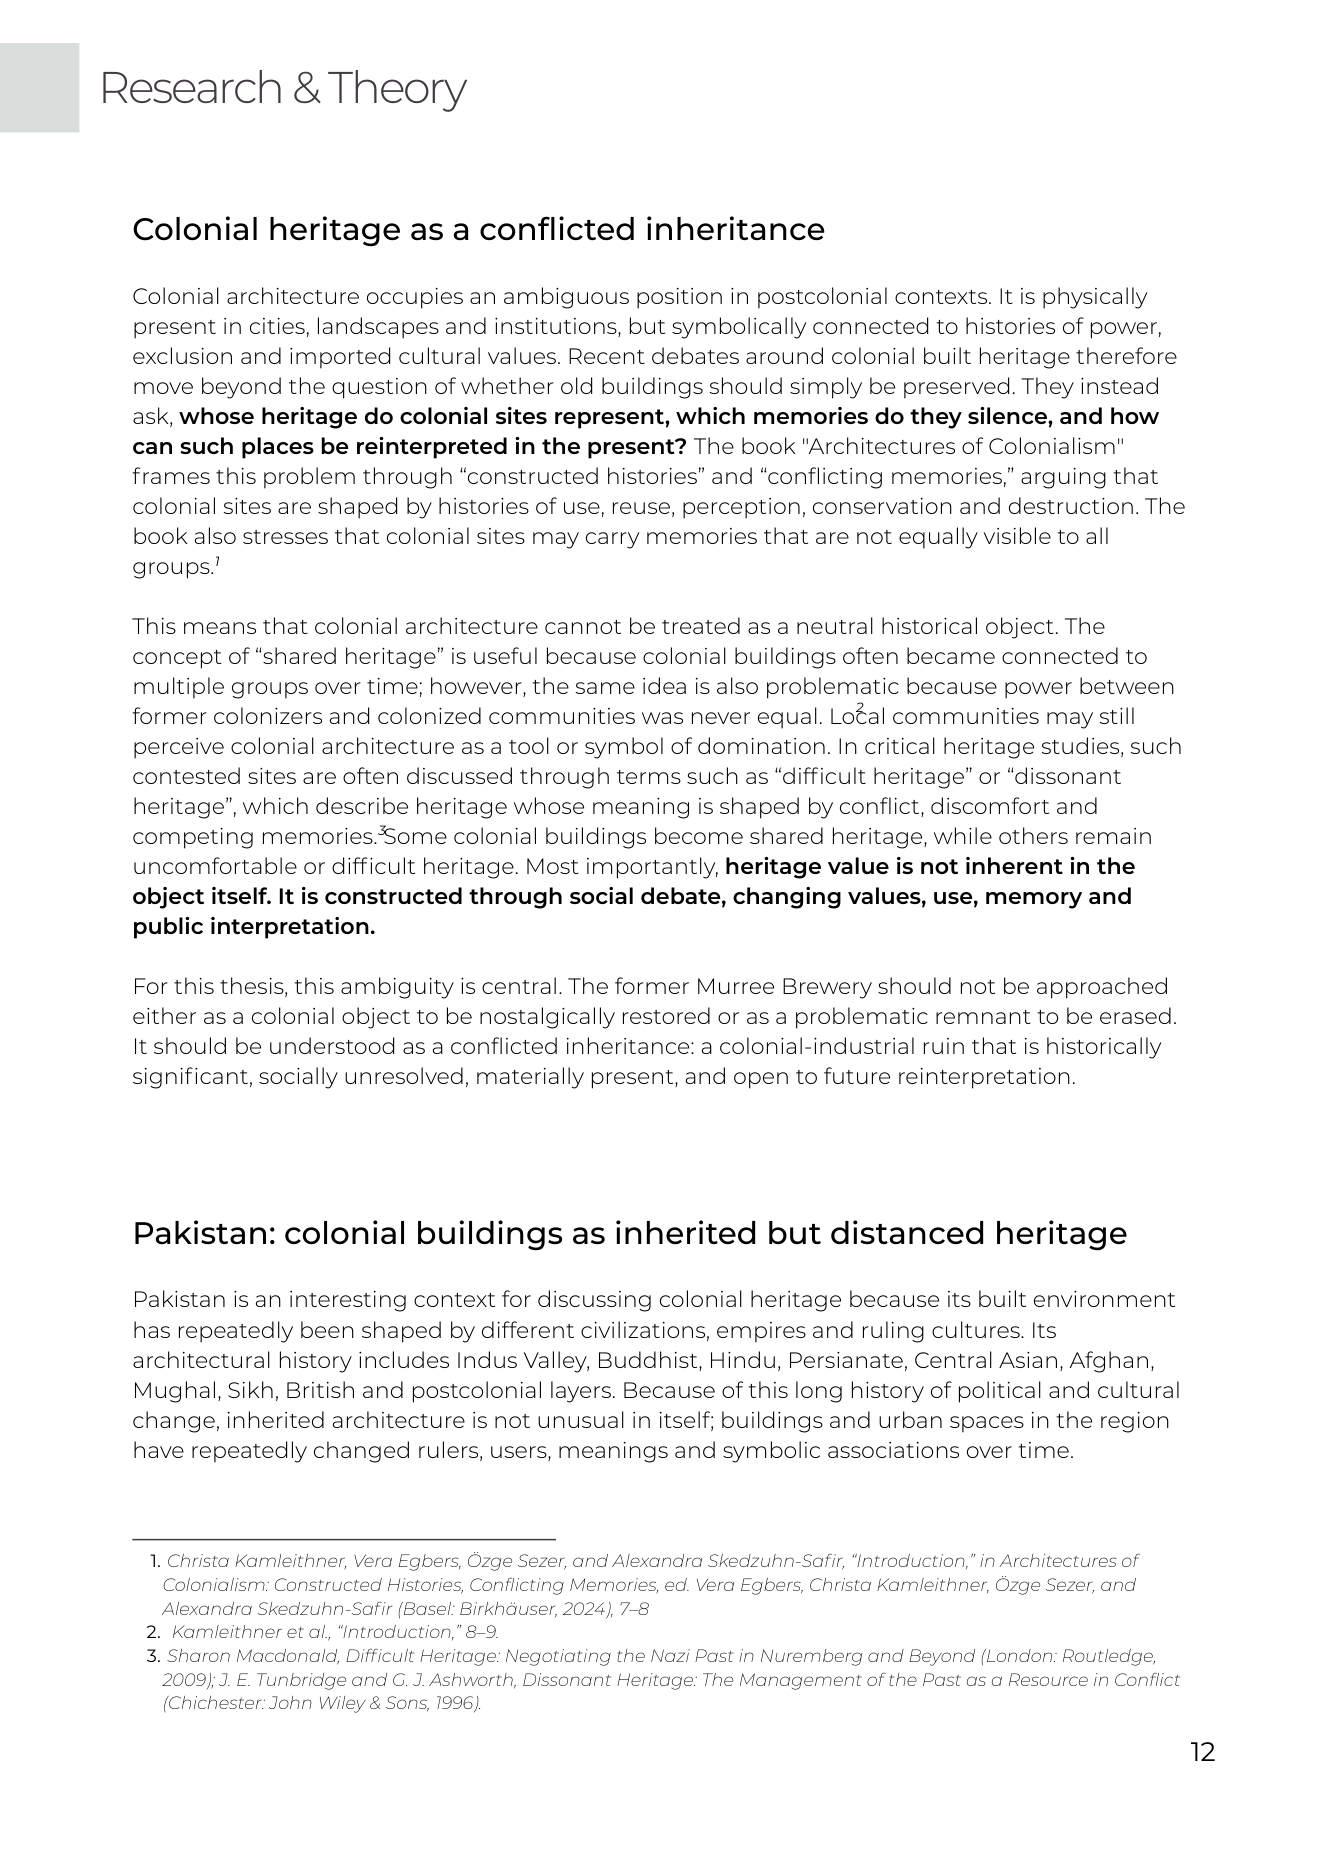 Research & Theory
Colonial heritage as a conflicted inheritance
Colonial architecture occupies an ambiguous position in postcolonial contexts. It is physically
present in cities, landscapes and institutions, but symbolically connected to histories of power,
exclusion and imported cultural values. Recent debates around colonial built heritage therefore
move beyond the question of whether old buildings should simply be preserved. They instead
ask, whose heritage do colonial sites represent, which memories do they silence, and how
can such places be reinterpreted in the present? The book "Architectures of Colonialism"
frames this problem through “constructed histories” and “conflicting memories,” arguing that
colonial sites are shaped by histories of use, reuse, perception, conservation and destruction. The
book also stresses that colonial sites may carry memories that are not equally visible to all
groups.1
This means that colonial architecture cannot be treated as a neutral historical object. The
concept of “shared heritage” is useful because colonial buildings often became connected to
multiple groups over time; however, the same idea is also problematic because power between
former colonizers and colonized communities was never equal.2 Local communities may still
perceive colonial architecture as a tool or symbol of domination. In critical heritage studies, such
contested sites are often discussed through terms such as “difficult heritage” or “dissonant
heritage”, which describe heritage whose meaning is shaped by conflict, discomfort and
competing memories.3 Some colonial buildings become shared heritage, while others remain
uncomfortable or difficult heritage. Most importantly, heritage value is not inherent in the
object itself. It is constructed through social debate, changing values, use, memory and
public interpretation.
For this thesis, this ambiguity is central. The former Murree Brewery should not be approached
either as a colonial object to be nostalgically restored or as a problematic remnant to be erased.
It should be understood as a conflicted inheritance: a colonial-industrial ruin that is historically
significant, socially unresolved, materially present, and open to future reinterpretation.
Pakistan: colonial buildings as inherited but distanced heritage
Pakistan is an interesting context for discussing colonial heritage because its built environment
has repeatedly been shaped by different civilizations, empires and ruling cultures. Its
architectural history includes Indus Valley, Buddhist, Hindu, Persianate, Central Asian, Afghan,
Mughal, Sikh, British and postcolonial layers. Because of this long history of political and cultural
change, inherited architecture is not unusual in itself; buildings and urban spaces in the region
have repeatedly changed rulers, users, meanings and symbolic associations over time.
1. Christa Kamleithner, Vera Egbers, Özge Sezer, and Alexandra Skedzuhn-Safir, “Introduction,” in Architectures of
Colonialism: Constructed Histories, Conflicting Memories, ed. Vera Egbers, Christa Kamleithner, Özge Sezer, and
Alexandra Skedzuhn-Safir (Basel: Birkhäuser, 2024), 7–8
2. Kamleithner et al., “Introduction,” 8–9.
3. Sharon Macdonald, Difficult Heritage: Negotiating the Nazi Past in Nuremberg and Beyond (London: Routledge,
2009); J. E. Tunbridge and G. J. Ashworth, Dissonant Heritage: The Management of the Past as a Resource in Conflict
(Chichester: John Wiley & Sons, 1996).
12